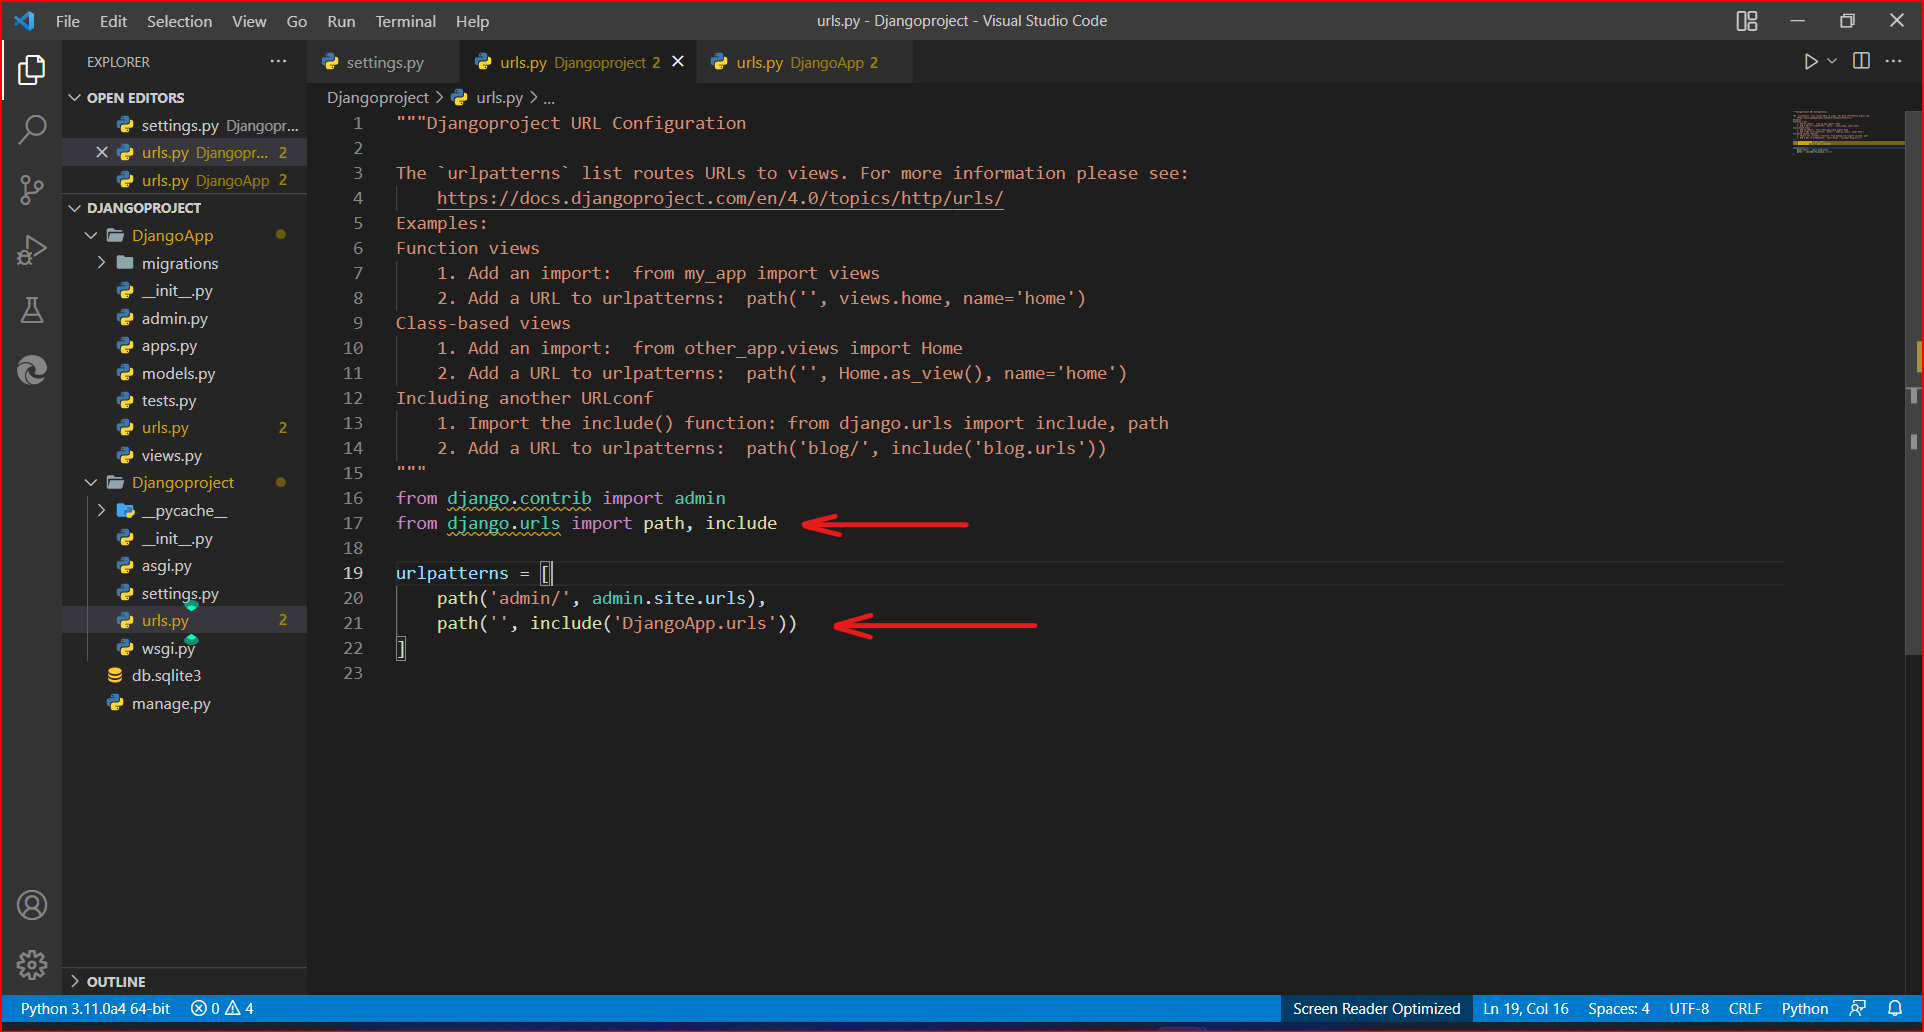 File Edit Selection View Go Run Terminal Help
urls.py - Djangoproject - Visual Studio Code
EXPLORER
OPEN EDITORS
settings.py Djangopr...
urls.py Djangopr... 2
urls.py DjangoApp 2
DJANGOPROJECT
DjangoApp
migrations
__init__.py
admin.py
apps.py
models.py
tests.py
urls.py 2
views.py
Djangoproject
__pycache__
__init__.py
asgi.py
settings.py
urls.py 2
wsgi.py
db.sqlite3
manage.py
OUTLINE
settings.py
urls.py Djangoproject 2
urls.py DjangoApp 2
Djangoproject > urls.py > ...
1 """Djangoproject URL Configuration
2
3 The `urlpatterns` list routes URLs to views. For more information please see:
4 https://docs.djangoproject.com/en/4.0/topics/http/urls/
5 Examples:
6 Function views
7 1. Add an import:  from my_app import views
8 2. Add a URL to urlpatterns:  path('', views.home, name='home')
9 Class-based views
10 1. Add an import:  from other_app.views import Home
11 2. Add a URL to urlpatterns:  path('', Home.as_view(), name='home')
12 Including another URLconf
13 1. Import the include() function: from django.urls import include, path
14 2. Add a URL to urlpatterns:  path('blog/', include('blog.urls'))
15 """
16 from django.contrib import admin
17 from django.urls import path, include
18
19 urlpatterns = [
20 path('admin/', admin.site.urls),
21 path('', include('DjangoApp.urls'))
22 ]
23
Python 3.11.0a4 64-bit 0 4
Screen Reader Optimized Ln 19, Col 16 Spaces: 4 UTF-8 CRLF Python